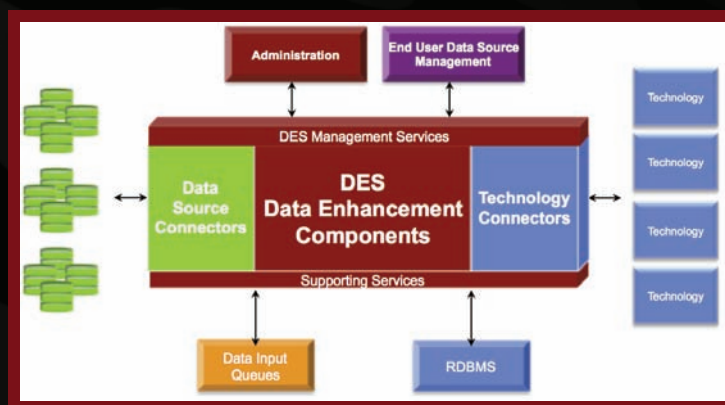 Administration
End User Data Source
Management
DES Management Services
Data
Source
Connectors
DES
Data Enhancement
Components
Technology
Connectors
Supporting Services
Data Input
Queues
RDBMS
Technology
Technology
Technology
Technology